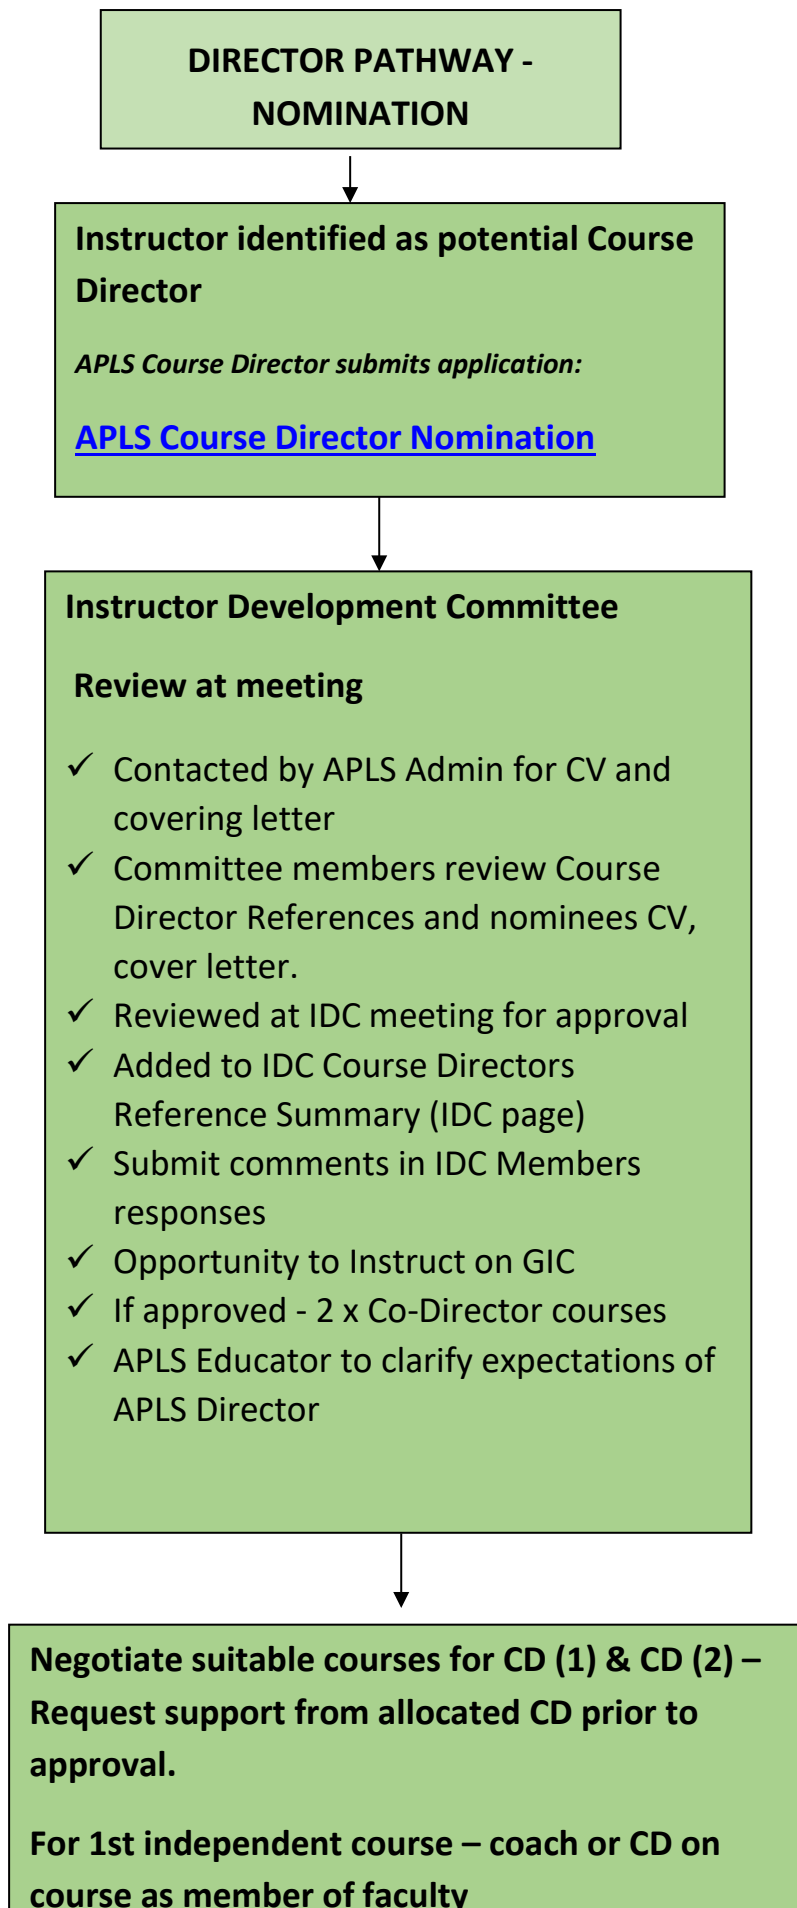 DIRECTOR PATHWAY -
NOMINATION
Instructor identified as potential Course
Director
APLS Course Director submits application:
APLS Course Director Nomination
Instructor Development Committee
Review at meeting
✓ Contacted by APLS Admin for CV and
covering letter
✓ Committee members review Course
Director References and nominees CV,
cover letter.
✓ Reviewed at IDC meeting for approval
✓ Added to IDC Course Directors
Reference Summary (IDC page)
✓ Submit comments in IDC Members
responses
✓ Opportunity to Instruct on GIC
✓ If approved - 2 x Co-Director courses
✓ APLS Educator to clarify expectations of
APLS Director
Negotiate suitable courses for CD (1) & CD (2) –
Request support from allocated CD prior to
approval.
For 1st independent course – coach or CD on
course as member of faculty